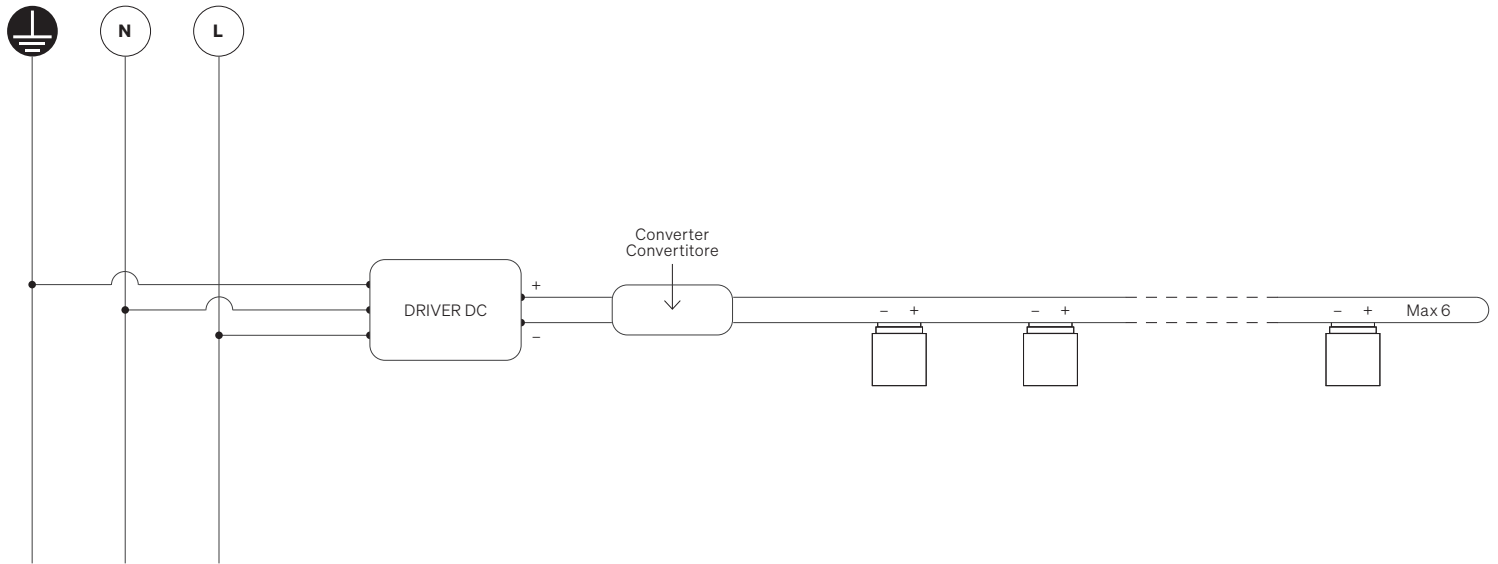 N
L
Converter
Convertitore
+
DRIVER DC
– +
– +
– +
Max 6
–